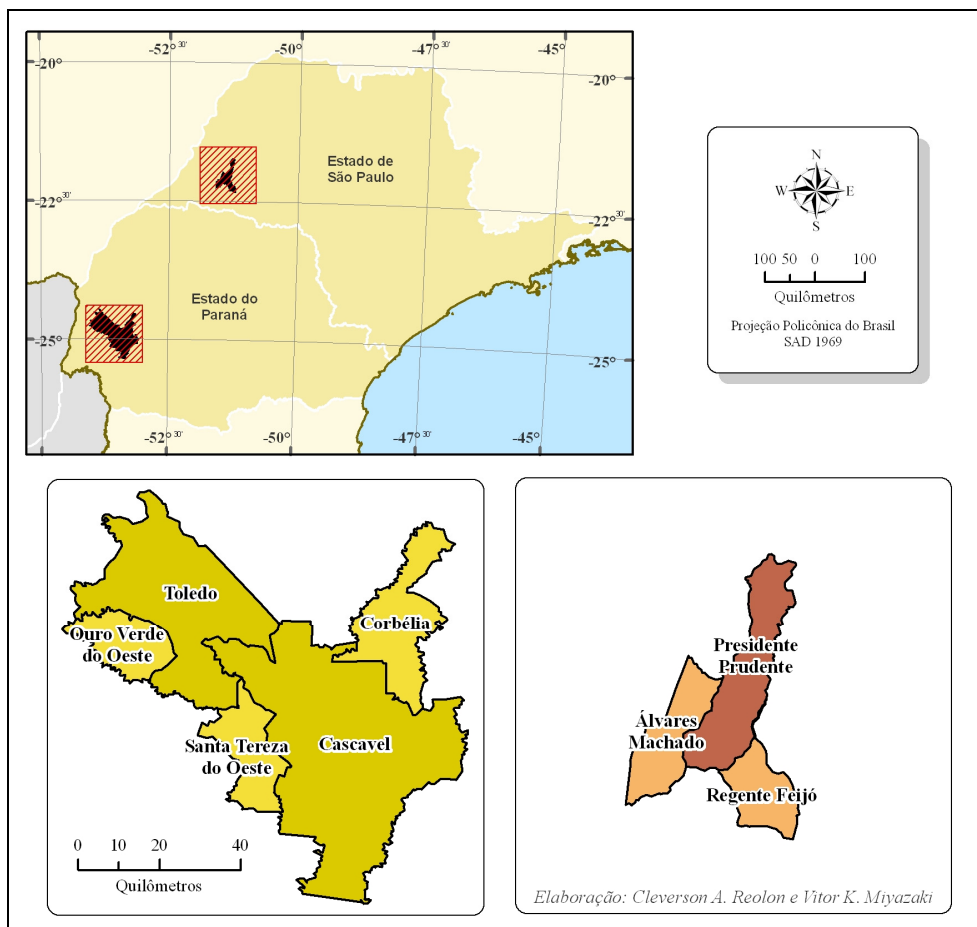 -52° 30'
-50°
-47° 30'
-45°
-20°
-20°
Estado de
São Paulo
-22° 30'
-22° 30'
Estado do
Paraná
-25°
-25°
-52° 30'
-50°
-47° 30'
-45°
N
W
E
S
100 50 0 100
Quilômetros
Projeção Policônica do Brasil
SAD 1969
Toledo
Corbélia
Ouro Verde
do Oeste
Santa Tereza
do Oeste
Cascavel
0 10 20 40
Quilômetros
Presidente
Prudente
Álvares
Machado
Regente Feijó
Elaboração: Cleverson A. Reolon e Vitor K. Miyazaki